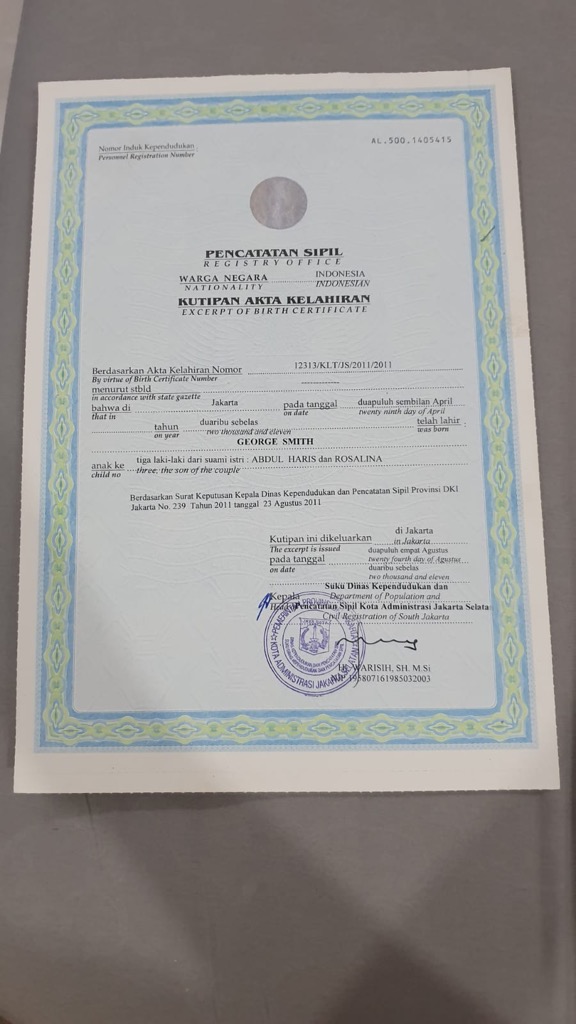 Nomor Induk Kependudukan
Personnel Registration Number
AL.500.1405415
PENCATATAN SIPIL
REGISTRY OFFICE
WARGA NEGARA INDONESIA
NATIONALITY INDONESIAN
KUTIPAN AKTA KELAHIRAN
EXCERPT OF BIRTH CERTIFICATE
Berdasarkan Akta Kelahiran Nomor 12313/KLT/JS/2011/2011
By virtue of Birth Certificate Number
menurut stbld ------------
in accordance with state gazette
bahwa di Jakarta pada tanggal duapuluh sembilan April
that in on date twenty ninth day of April
tahun duaribu sebelas telah lahir :
on year two thousand and eleven was born
GEORGE SMITH
anak ke tiga laki-laki dari suami istri : ABDUL HARIS dan ROSALINA
child no three, the son of the couple
Berdasarkan Surat Keputusan Kepala Dinas Kependudukan dan Pencatatan Sipil Provinsi DKI
Jakarta No. 239 Tahun 2011 tanggal 23 Agustus 2011
Kutipan ini dikeluarkan di Jakarta
The excerpt is issued in Jakarta
pada tanggal duapuluh empat Agustus
on date twenty fourth day of Agustus
duaribu sebelas
two thousand and eleven
Kepala Suku Dinas Kependudukan dan
Head of Department of Population and
Pencatatan Sipil Kota Administrasi Jakarta Selata
Civil Registration of South Jakarta
KOTA ADMINISTRASI JAKARTA SELATAN
WARISIH, SH. M.Si
NIP 195807161985032003